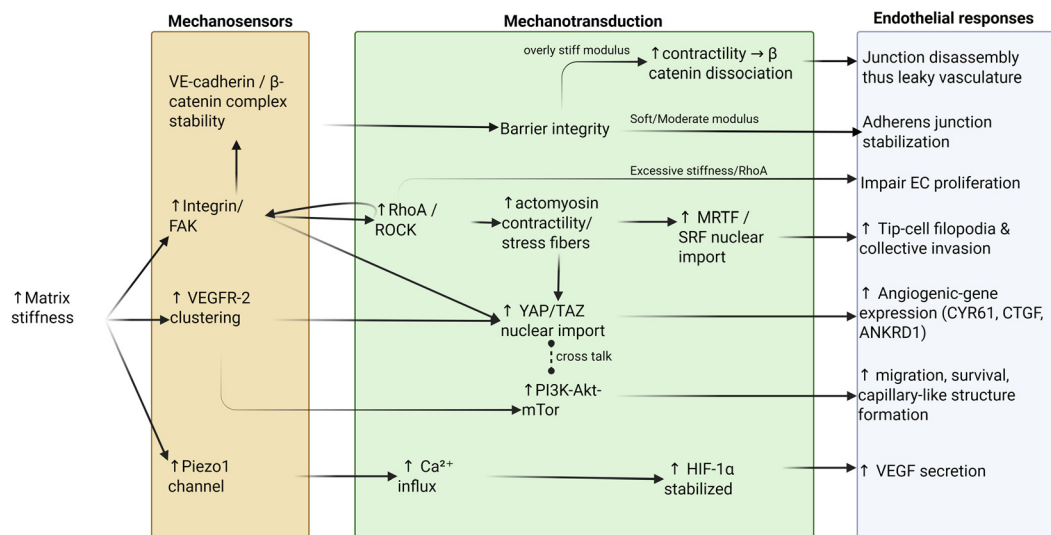 Mechanosensors
Mechanotransduction
Endothelial responses
VE-cadherin / β-
catenin complex
stability
↑Integrin/
FAK
↑Matrix
stiffness
↑ VEGFR-2
clustering
↑Piezo1
channel
overly stiff modulus
↑contractility → β
catenin dissociation
Barrier integrity
Soft/Moderate modulus
Excessive stiffness/RhoA
↑RhoA /
ROCK
↑actomyosin
contractility/
stress fibers
↑ MRTF /
SRF nuclear
import
↑ YAP/TAZ
nuclear import
cross talk
↑PI3K-Akt-
mTor
↑ Ca²⁺
influx
↑ HIF-1α
stabilized
Junction disassembly
thus leaky vasculature
Adherens junction
stabilization
Impair EC proliferation
↑ Tip-cell filopodia &
collective invasion
↑ Angiogenic-gene
expression (CYR61, CTGF,
ANKRD1)
↑ migration, survival,
capillary-like structure
formation
↑ VEGF secretion